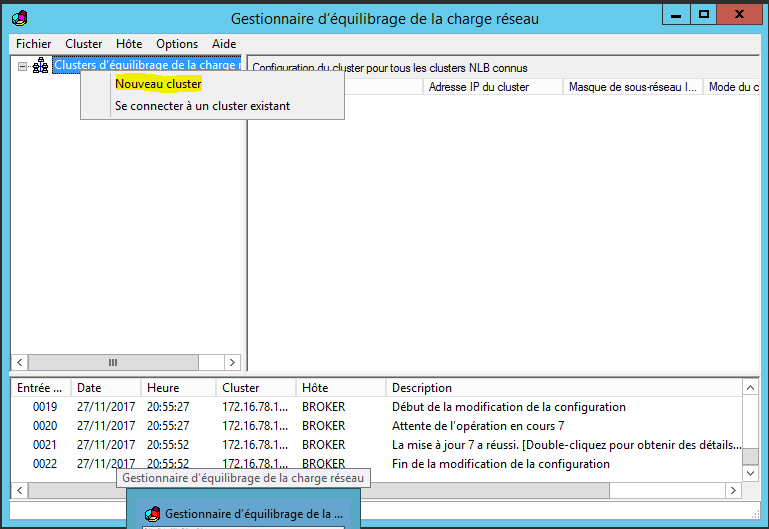 Gestionnaire d'équilibrage de la charge réseau
Fichier Cluster Hôte Options Aide
Clusters d'équilibrage de la charge r
Configuration du cluster pour tous les clusters NLB connus
Nouveau cluster
Se connecter à un cluster existant
Adresse IP du cluster Masque de sous-réseau l... Mode du c
Entrée ... Date Heure Cluster Hôte Description
0019 27/11/2017 20:55:27 172.16.78.1... BROKER Début de la modification de la configuration
0020 27/11/2017 20:55:27 172.16.78.1... BROKER Attente de l'opération en cours 7
0021 27/11/2017 20:55:52 172.16.78.1... BROKER La mise à jour 7 a réussi. [Double-cliquez pour obtenir des détails...
0022 27/11/2017 20:55:52 172.16.78.1... BROKER Fin de la modification de la configuration
Gestionnaire d'équilibrage de la charge réseau
Gestionnaire d'équilibrage de la ...